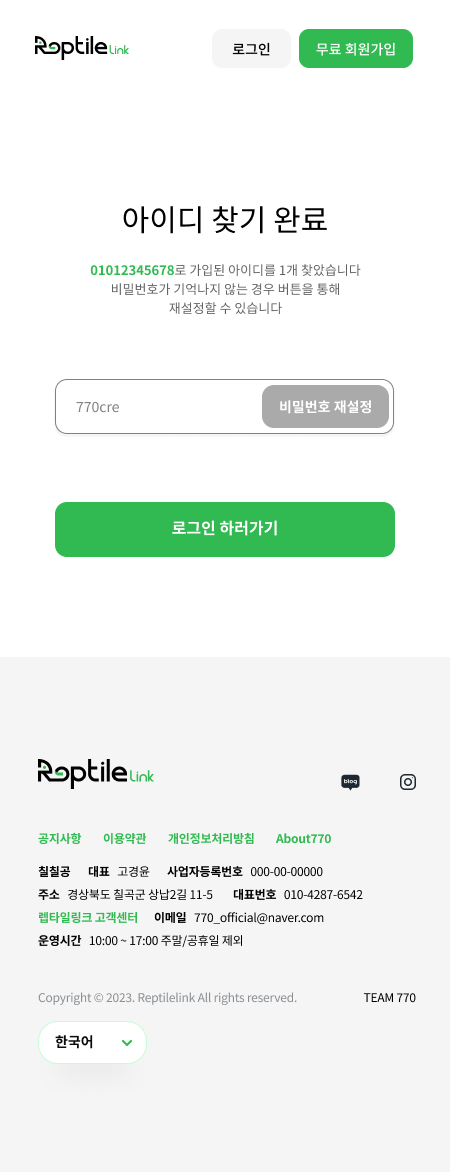 Reptile Link
로그인
무료 회원가입
아이디 찾기 완료
01012345678로 가입된 아이디를 1개 찾았습니다
비밀번호가 기억나지 않는 경우 버튼을 통해
재설정할 수 있습니다
770cre
비밀번호 재설정
로그인 하러가기
Reptile Link
blog
공지사항 이용약관 개인정보처리방침 About770
칠칠공 대표 고경윤 사업자등록번호 000-00-00000
주소 경상북도 칠곡군 상납2길 11-5 대표번호 010-4287-6542
렙타일링크 고객센터 이메일 770_official@naver.com
운영시간 10:00 ~ 17:00 주말/공휴일 제외
Copyright © 2023. Reptilelink All rights reserved. TEAM 770
한국어